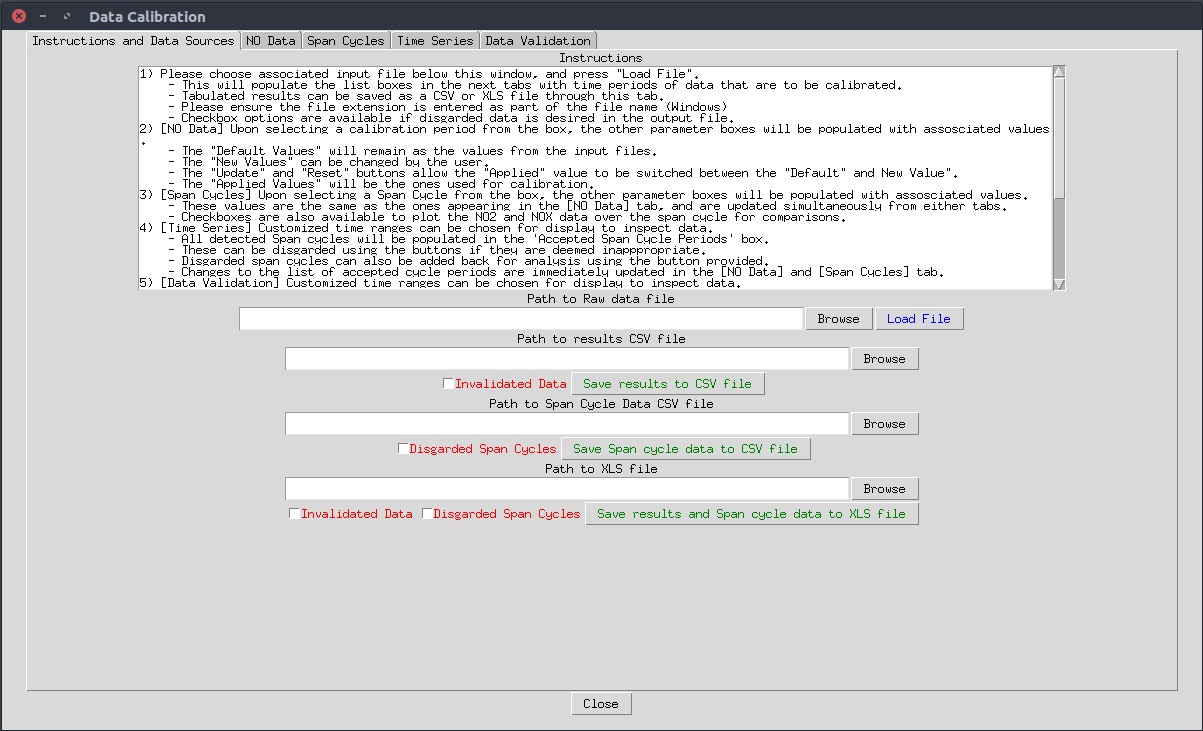 Data Calibration
Instructions and Data Sources NO Data Span Cycles Time Series Data Validation
Instructions
1) Please choose associated input file below this window, and press "Load File".
- This will populate the list boxes in the next tabs with time periods of data that are to be calibrated.
- Tabulated results can be saved as a CSV or XLS file through this tab.
- Please ensure the file extension is entered as part of the file name (Windows)
- Checkbox options are available if disgarded data is desired in the output file.
2) [NO Data] Upon selecting a calibration period from the box, the other parameter boxes will be populated with assosciated values
.
- The "Default Values" will remain as the values from the input files.
- The "New Values" can be changed by the user.
- The "Update" and "Reset" buttons allow the "Applied" value to be switched between the "Default" and New Value".
- The "Applied Values" will be the ones used for calibration.
3) [Span Cycles] Upon selecting a Span Cycle from the box, the other parameter boxes will be populated with assosciated values.
- These values are the same as the ones appearing in the [NO Data] tab, and are updated simultaneously from either tabs.
- Checkboxes are also available to plot the NO2 and NOX data over the span cycle for comparisons.
4) [Time Series] Customized time ranges can be chosen for display to inspect data.
- All detected Span cycles will be populated in the 'Accepted Span Cycle Periods' box.
- These can be disgarded using the buttons if they are deemed inapppropriate.
- Disgarded span cycles can also be added back for analysis using the button provided.
- Changes to the list of accepted cycle periods are immediately updated in the [NO Data] and [Span Cycles] tab.
5) [Data Validation] Customized time ranges can be chosen for display to inspect data.
Path to Raw data file
Browse Load File
Path to results CSV file
Browse
Invalidated Data Save results to CSV file
Path to Span Cycle Data CSV file
Browse
Disgarded Span Cycles Save Span cycle data to CSV file
Path to XLS file
Browse
Invalidated Data Disgarded Span Cycles Save results and Span cycle data to XLS file
Close